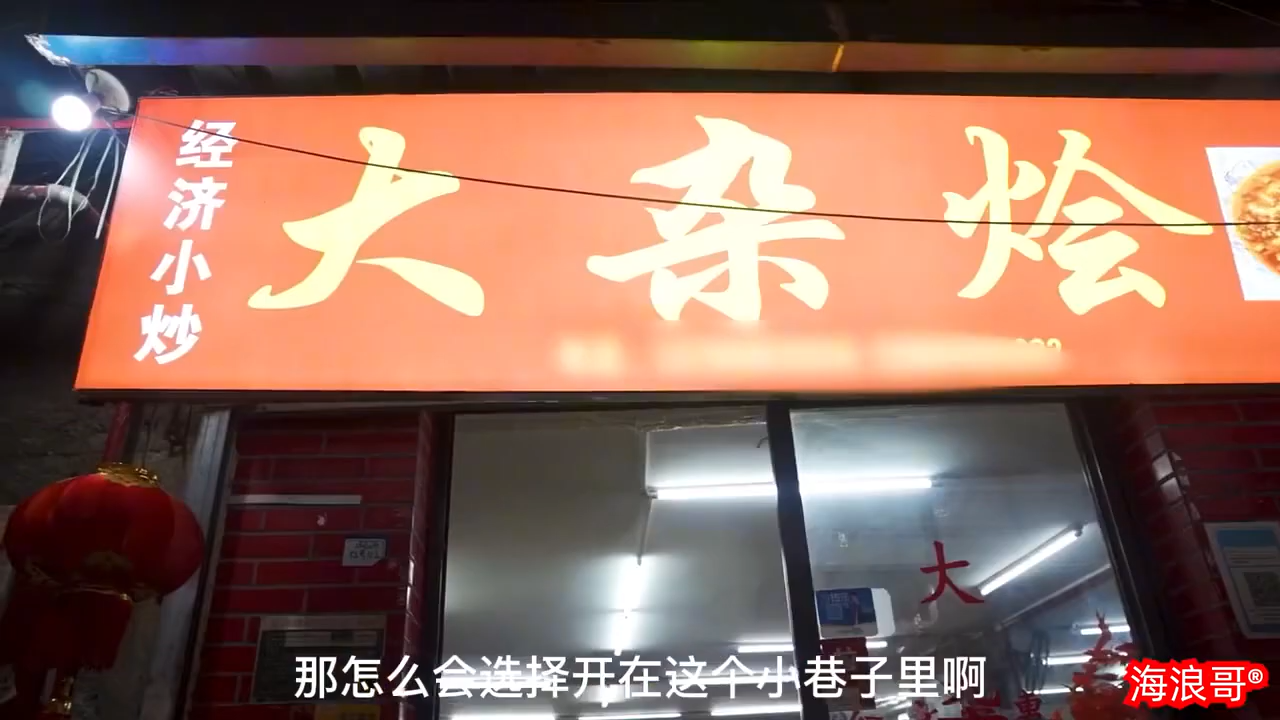 经济小炒
大杂烩
大
那怎么会选择开在这个小巷子里啊
海浪哥®